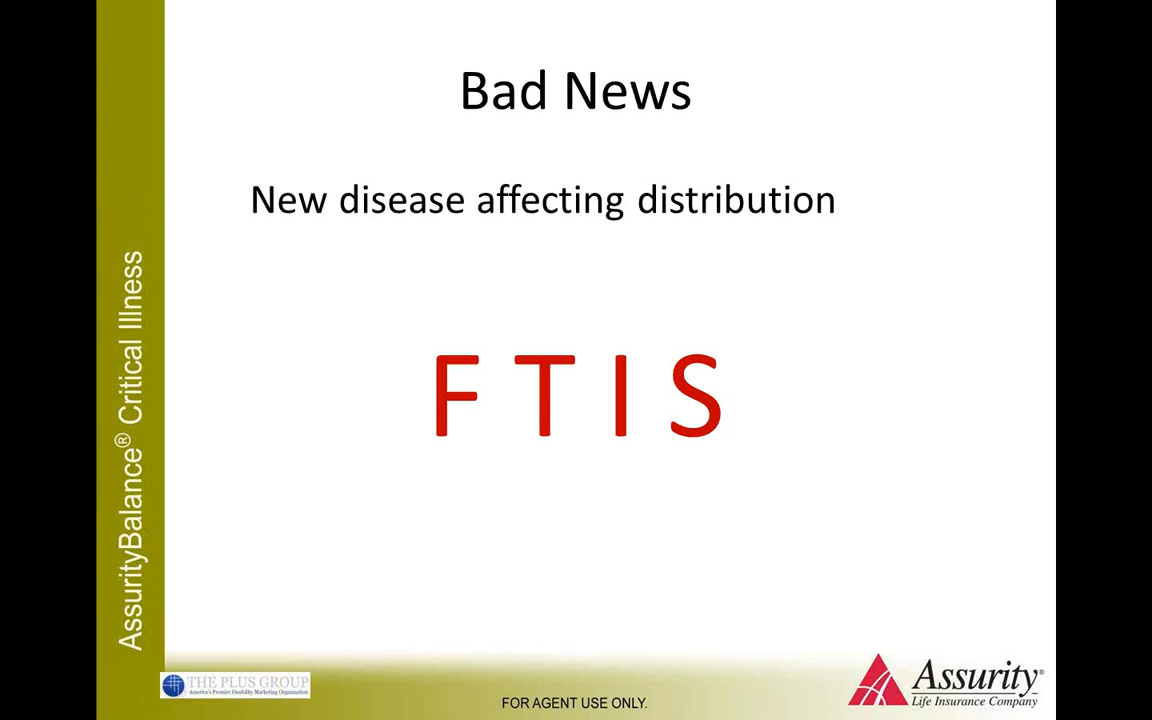 Bad News
New disease affecting distribution
F T I S
AssurityBalance® Critical Illness
THE PLUS GROUP
America's Premier Disability Marketing Organization
FOR AGENT USE ONLY.
Assurity®
Life Insurance Company